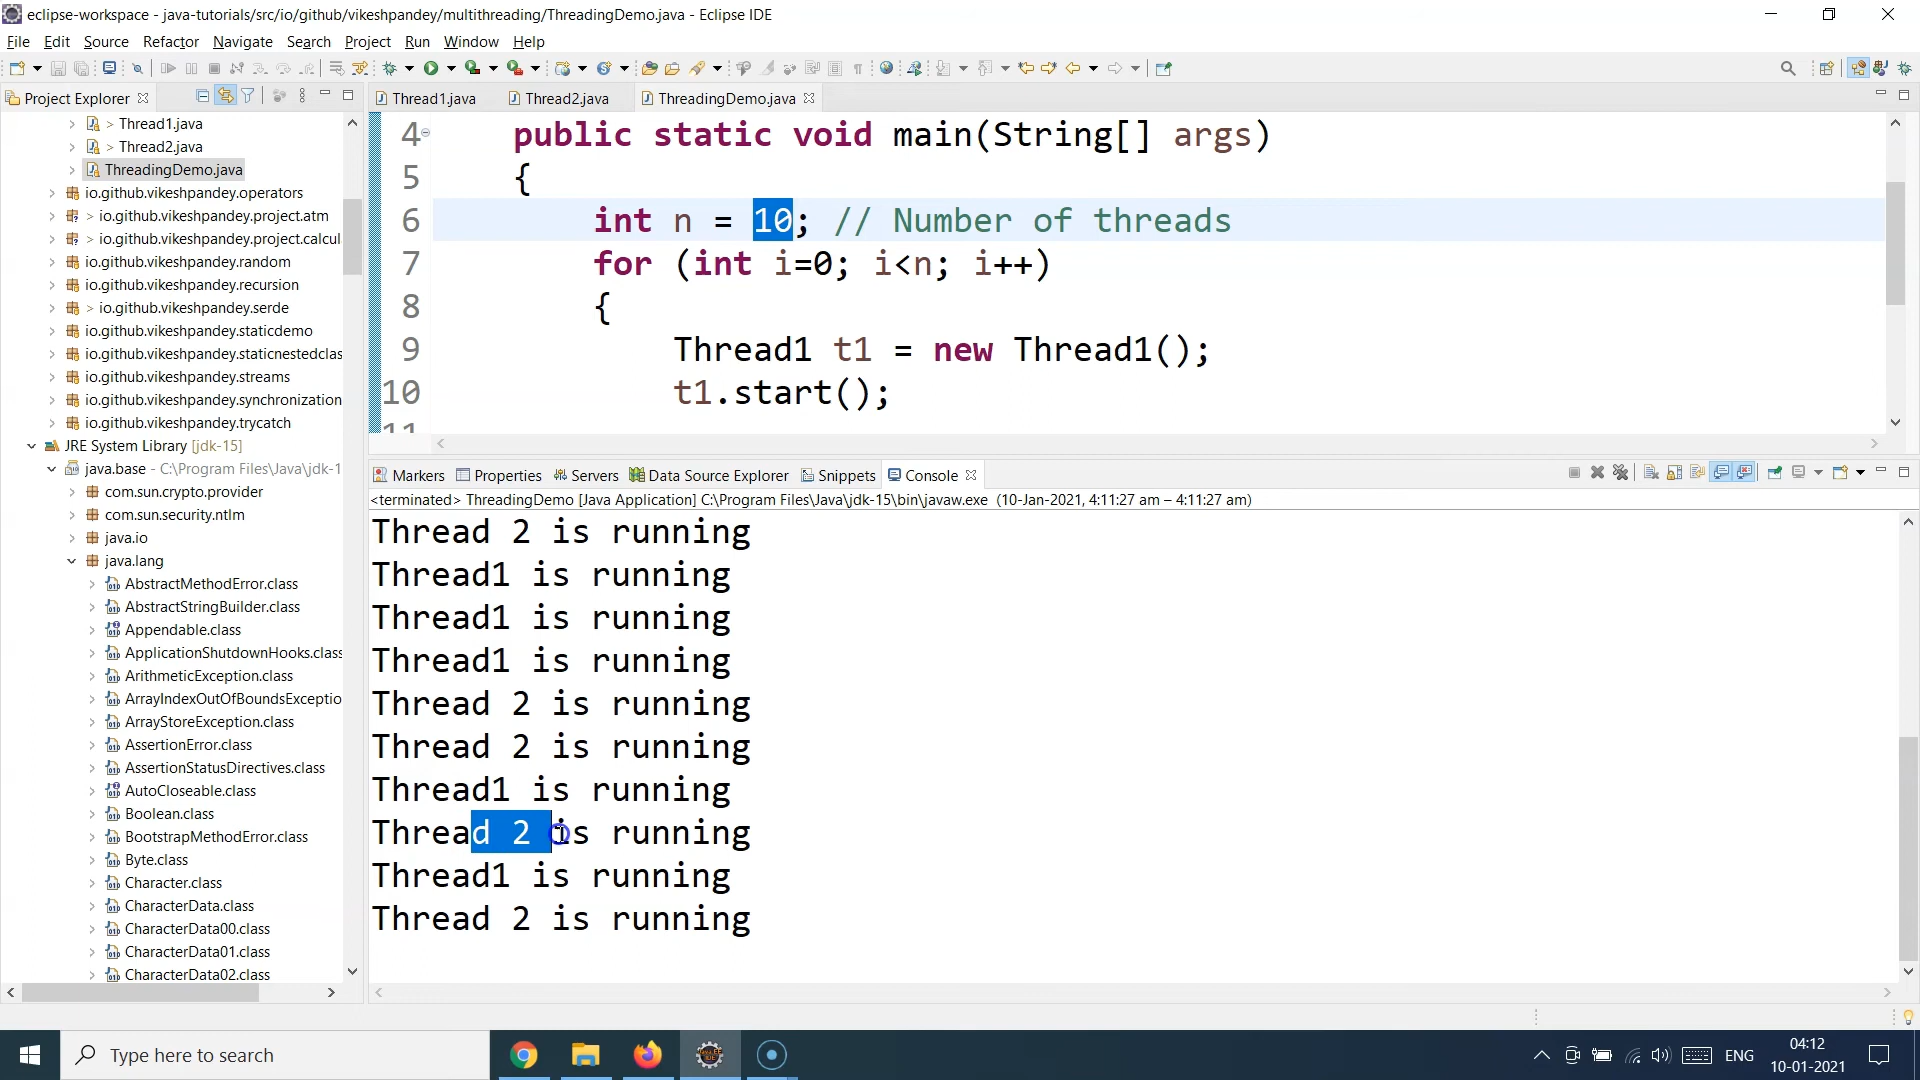 eclipse-workspace - java-tutorials/src/io/github/vikeshpandey/multithreading/ThreadingDemo.java - Eclipse IDE
File Edit Source Refactor Navigate Search Project Run Window Help
Project Explorer
> Thread1.java
> Thread2.java
ThreadingDemo.java
io.github.vikeshpandey.operators
> io.github.vikeshpandey.project.atm
> io.github.vikeshpandey.project.calcul
io.github.vikeshpandey.random
io.github.vikeshpandey.recursion
> io.github.vikeshpandey.serde
io.github.vikeshpandey.staticdemo
io.github.vikeshpandey.staticnestedclas
io.github.vikeshpandey.streams
io.github.vikeshpandey.synchronization
io.github.vikeshpandey.trycatch
JRE System Library [jdk-15]
java.base - C:\Program Files\Java\jdk-1
com.sun.crypto.provider
com.sun.security.ntlm
java.io
java.lang
AbstractMethodError.class
AbstractStringBuilder.class
Appendable.class
ApplicationShutdownHooks.class
ArithmeticException.class
ArrayIndexOutOfBoundsExceptio
ArrayStoreException.class
AssertionError.class
AssertionStatusDirectives.class
AutoCloseable.class
Boolean.class
BootstrapMethodError.class
Byte.class
Character.class
CharacterData.class
CharacterData00.class
CharacterData01.class
CharacterData02.class
Thread1.java Thread2.java ThreadingDemo.java
4 public static void main(String[] args)
5 {
6 int n = 10; // Number of threads
7 for (int i=0; i<n; i++)
8 {
9 Thread1 t1 = new Thread1();
10 t1.start();
11
Markers Properties Servers Data Source Explorer Snippets Console
<terminated> ThreadingDemo [Java Application] C:\Program Files\Java\jdk-15\bin\javaw.exe (10-Jan-2021, 4:11:27 am – 4:11:27 am)
Thread 2 is running
Thread1 is running
Thread1 is running
Thread1 is running
Thread 2 is running
Thread 2 is running
Thread1 is running
Thread 2 is running
Thread1 is running
Thread 2 is running
Type here to search
ENG
04:12
10-01-2021